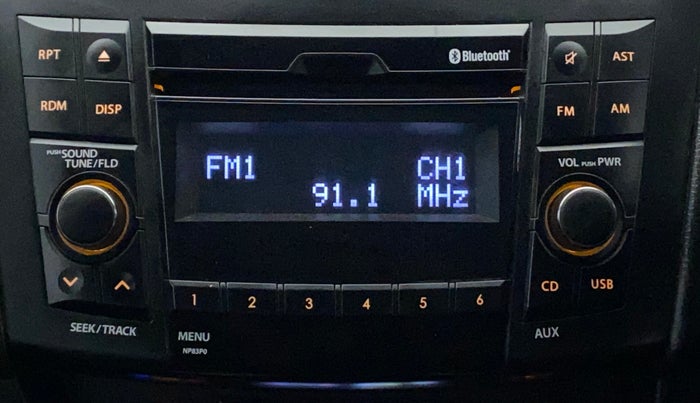 RPT
Bluetooth
AST
RDM
DISP
FM
AM
PUSH SOUND
TUNE/FLD
VOL PUSH PWR
FM1 CH1
91.1 MHz
CD
USB
1 2 3 4 5 6
SEEK/TRACK
MENU
AUX
NP83P0